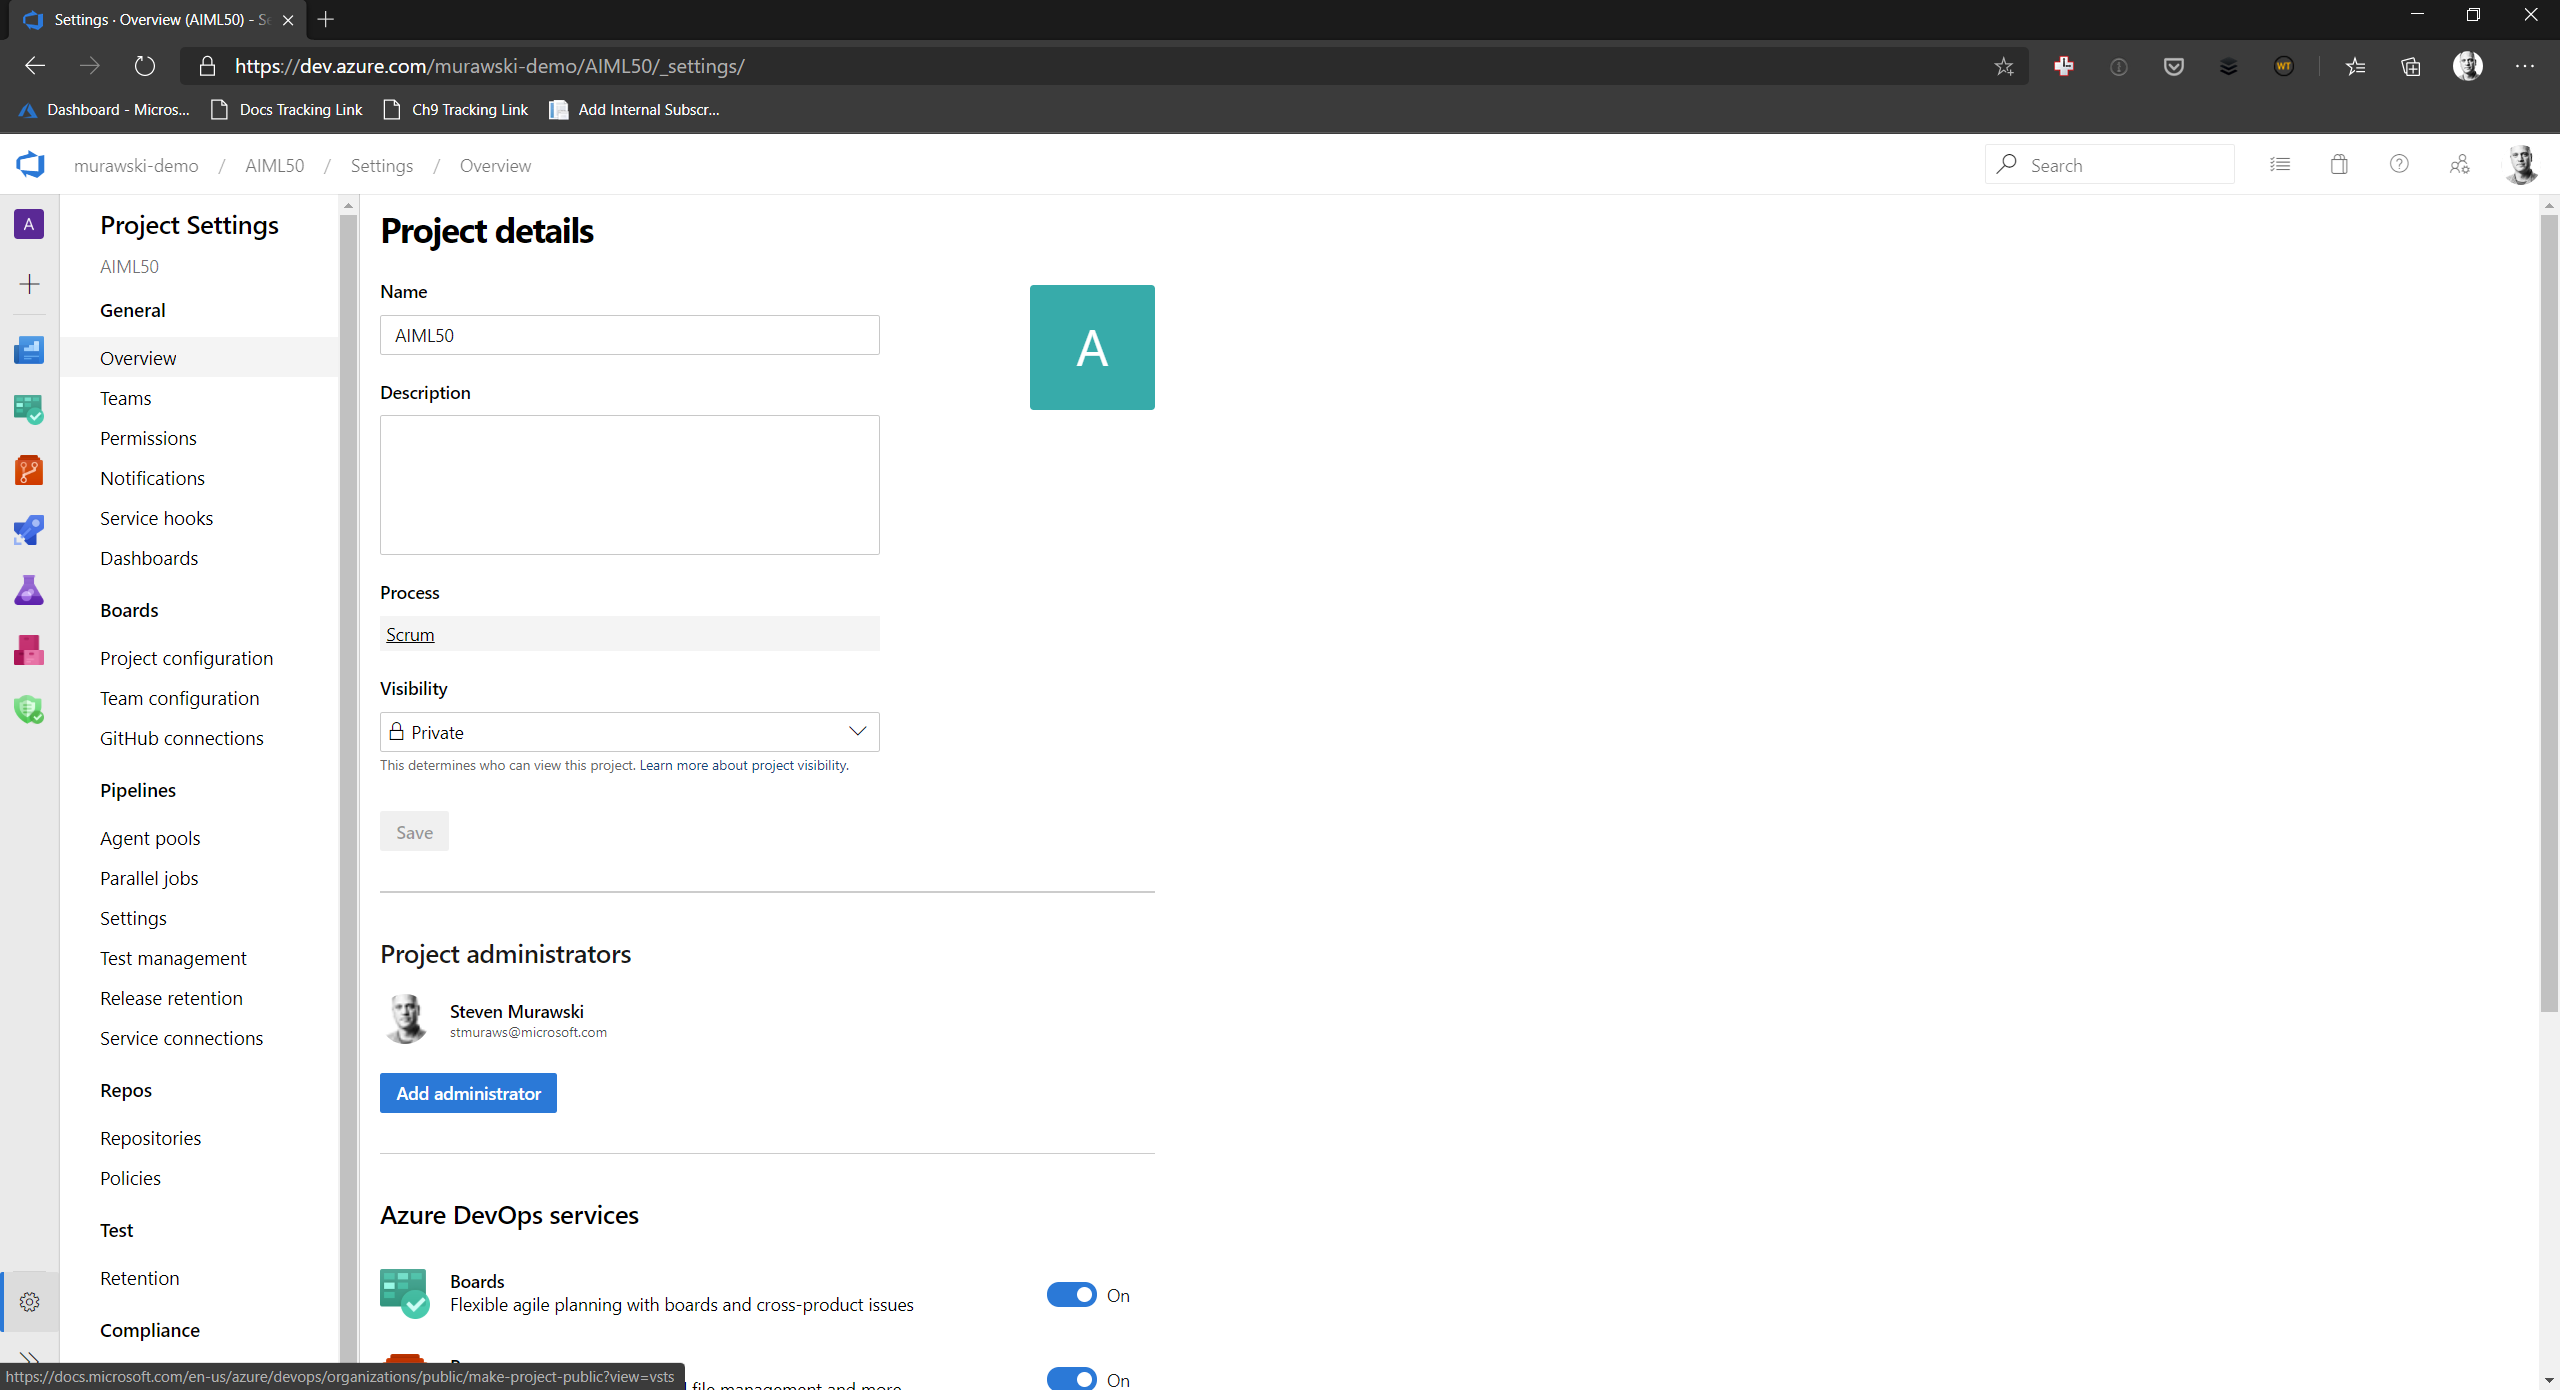 Settings · Overview (AIML50) - Se
https://dev.azure.com/murawski-demo/AIML50/_settings/
WT
Dashboard - Micros...
Docs Tracking Link
Ch9 Tracking Link
Add Internal Subscr...
murawski-demo / AIML50 / Settings / Overview
Search
A
Project Settings
AIML50
General
Overview
Teams
Permissions
Notifications
Service hooks
Dashboards
Boards
Project configuration
Team configuration
GitHub connections
Pipelines
Agent pools
Parallel jobs
Settings
Test management
Release retention
Service connections
Repos
Repositories
Policies
Test
Retention
Compliance
Project details
Name
AIML50
A
Description
Process
Scrum
Visibility
Private
This determines who can view this project. Learn more about project visibility.
Save
Project administrators
Steven Murawski
stmuraws@microsoft.com
Add administrator
Azure DevOps services
Boards
Flexible agile planning with boards and cross-product issues
On
file management and more
On
https://docs.microsoft.com/en-us/azure/devops/organizations/public/make-project-public?view=vsts